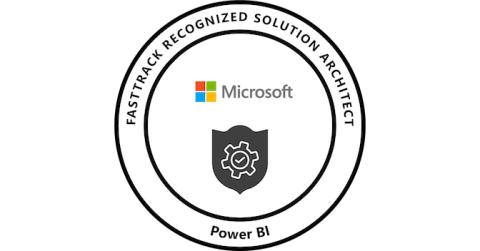 FASTTRACK RECOGNIZED SOLUTION ARCHITECT
Microsoft
Power BI